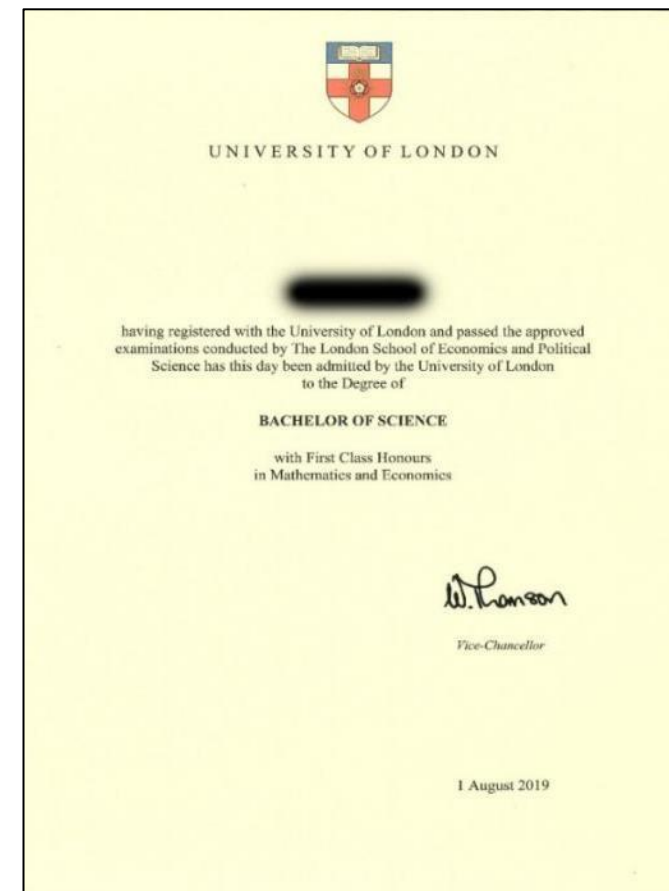 UNIVERSITY OF LONDON
having registered with the University of London and passed the approved
examinations conducted by The London School of Economics and Political
Science has this day been admitted by the University of London
to the Degree of
BACHELOR OF SCIENCE
with First Class Honours
in Mathematics and Economics
W. Thomson
Vice-Chancellor
1 August 2019